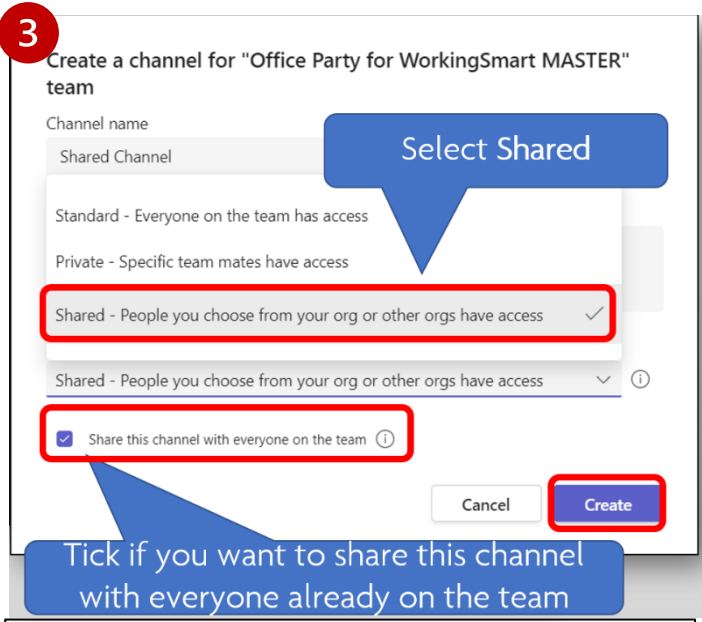 3
Create a channel for "Office Party for WorkingSmart MASTER"
team
Channel name
Shared Channel
Select Shared
Standard - Everyone on the team has access
Private - Specific team mates have access
Shared - People you choose from your org or other orgs have access
Shared - People you choose from your org or other orgs have access
Share this channel with everyone on the team
Cancel
Create
Tick if you want to share this channel
with everyone already on the team